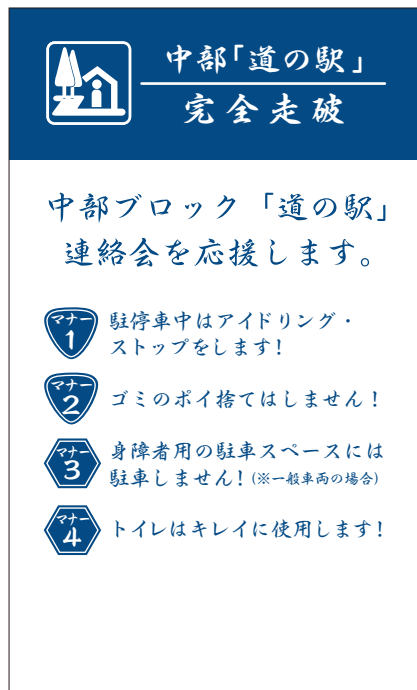 中部「道の駅」
完全走破
中部ブロック「道の駅」
連絡会を応援します。
マナー
1
駐停車中はアイドリング・
ストップをします!
マナー
2
ゴミのポイ捨てはしません!
マナー
3
身障者用の駐車スペースには
駐車しません!(※一般車両の場合)
マナー
4
トイレはキレイに使用します!